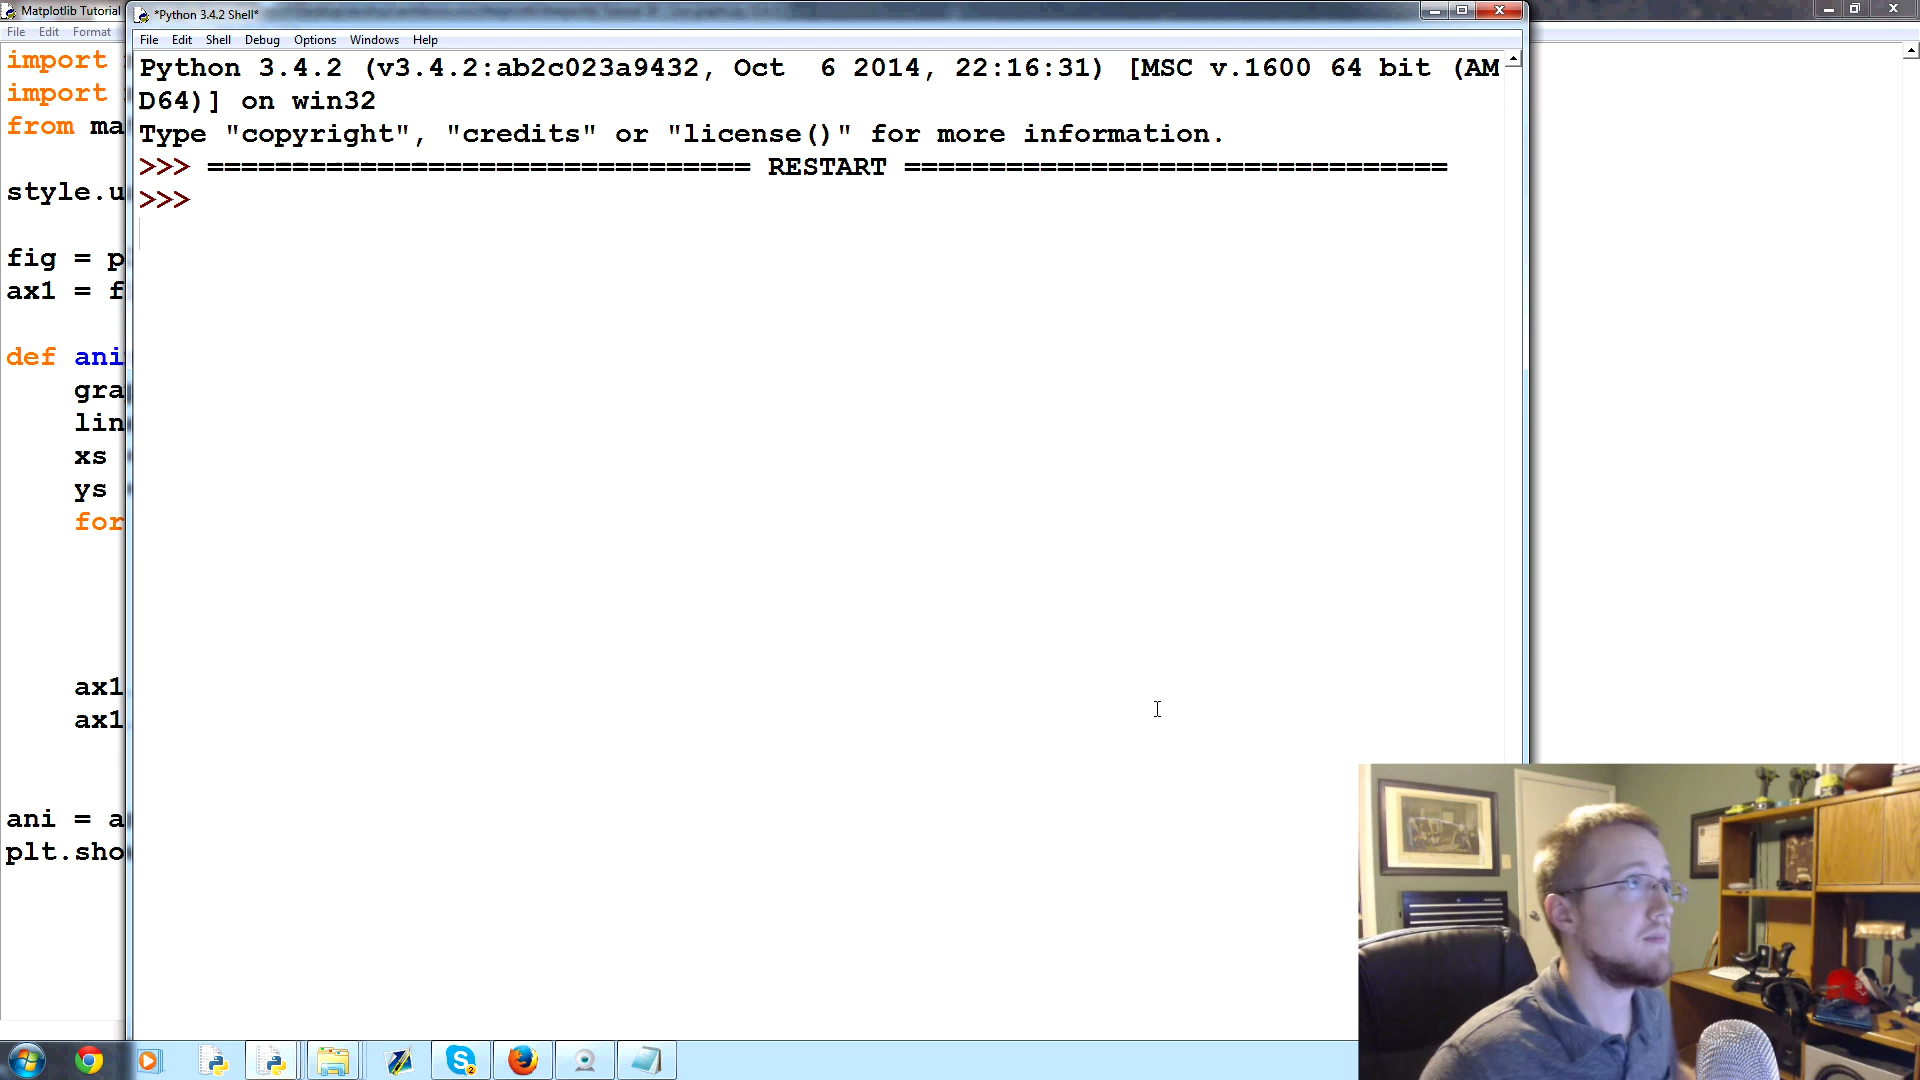 Matplotlib Tutorial
File Edit Format
import
import
from ma
style.u
fig = p
ax1 = f
def ani
gra
lin
xs
ys
for
ax1
ax1
ani = a
plt.sho
*Python 3.4.2 Shell*
File Edit Shell Debug Options Windows Help
Python 3.4.2 (v3.4.2:ab2c023a9432, Oct  6 2014, 22:16:31) [MSC v.1600 64 bit (AM
D64)] on win32
Type "copyright", "credits" or "license()" for more information.
>>> ================================ RESTART ================================
>>>
2